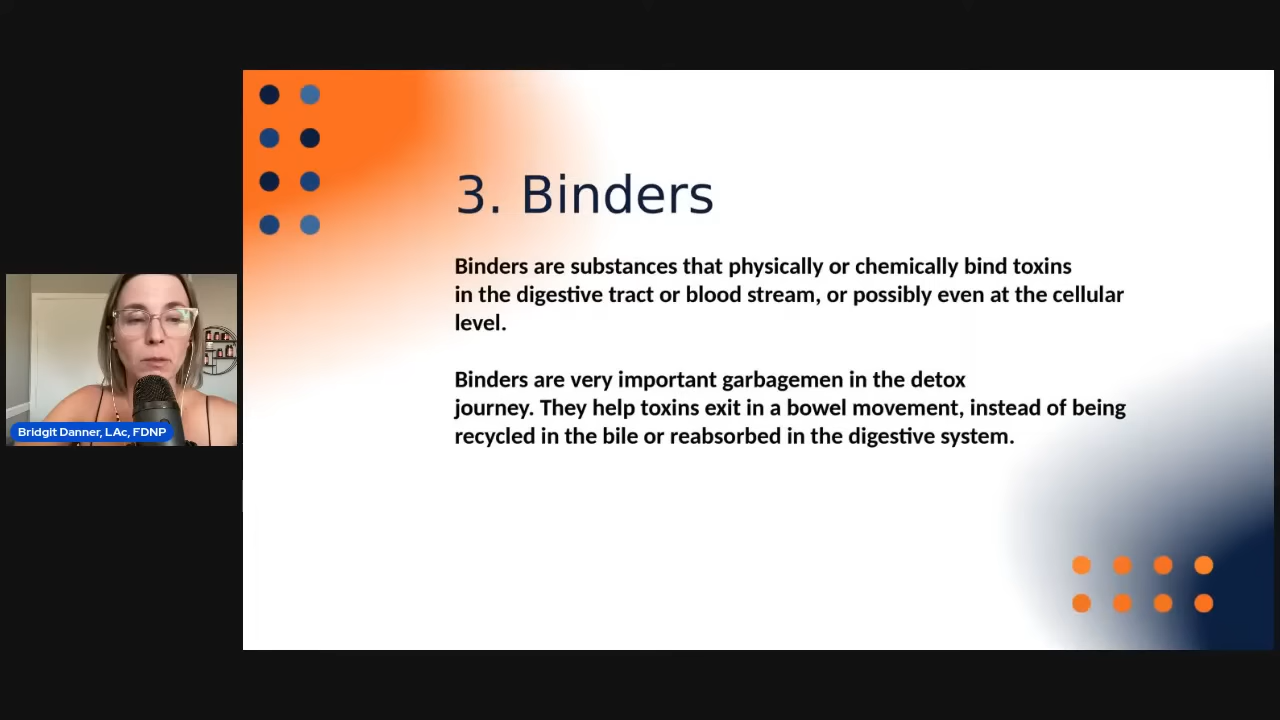 3. Binders
Binders are substances that physically or chemically bind toxins
in the digestive tract or blood stream, or possibly even at the cellular
level.
Binders are very important garbagemen in the detox
journey. They help toxins exit in a bowel movement, instead of being
recycled in the bile or reabsorbed in the digestive system.
Bridgit Danner, LAc, FDNP